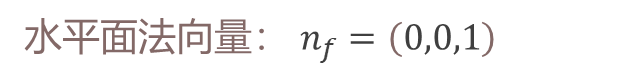 水平面法向量： n_f = (0,0,1)